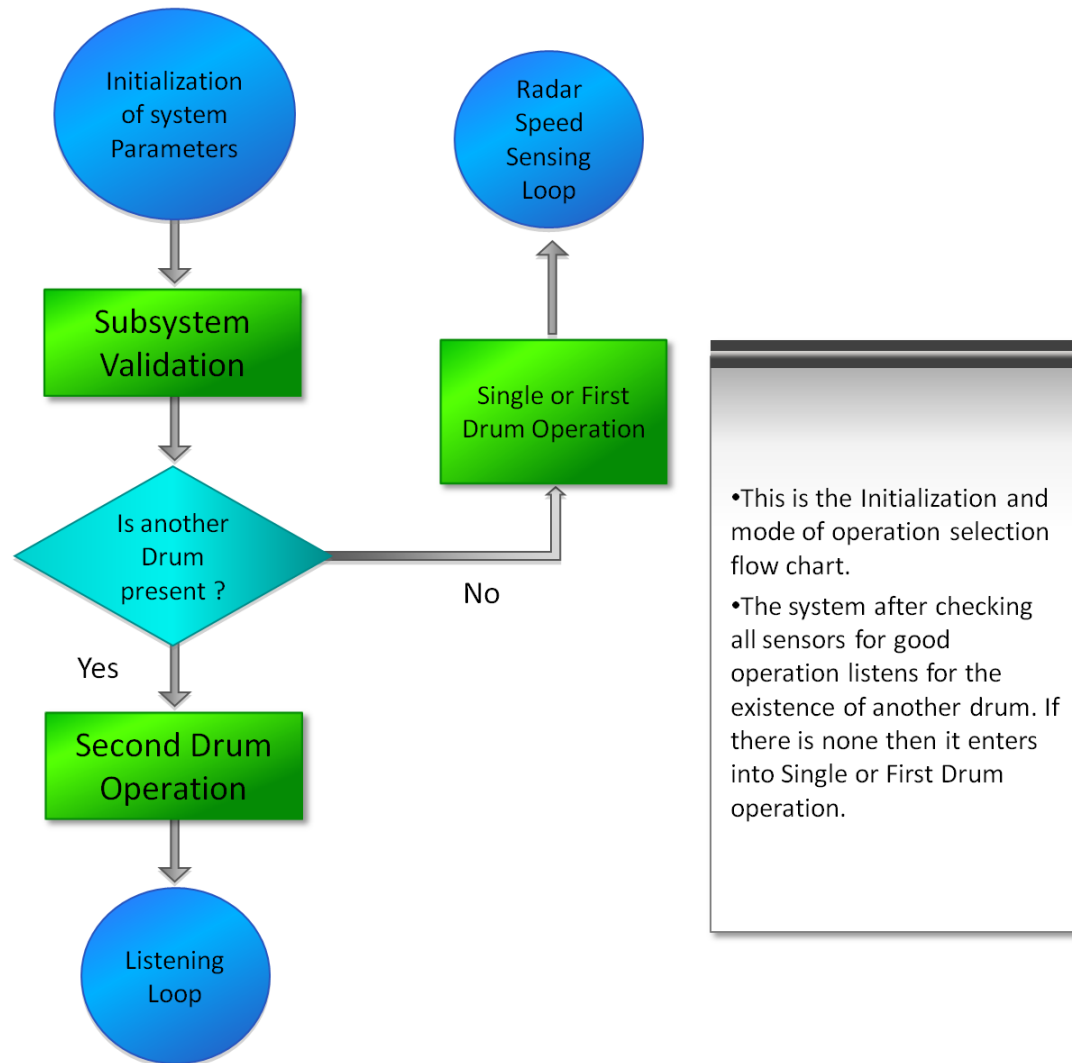 Initialization
of system
Parameters
Subsystem
Validation
Is another
Drum
present ?
Yes
No
Second Drum
Operation
Listening
Loop
Single or First
Drum Operation
Radar
Speed
Sensing
Loop
•This is the Initialization and
mode of operation selection
flow chart.
•The system after checking
all sensors for good
operation listens for the
existence of another drum. If
there is none then it enters
into Single or First Drum
operation.